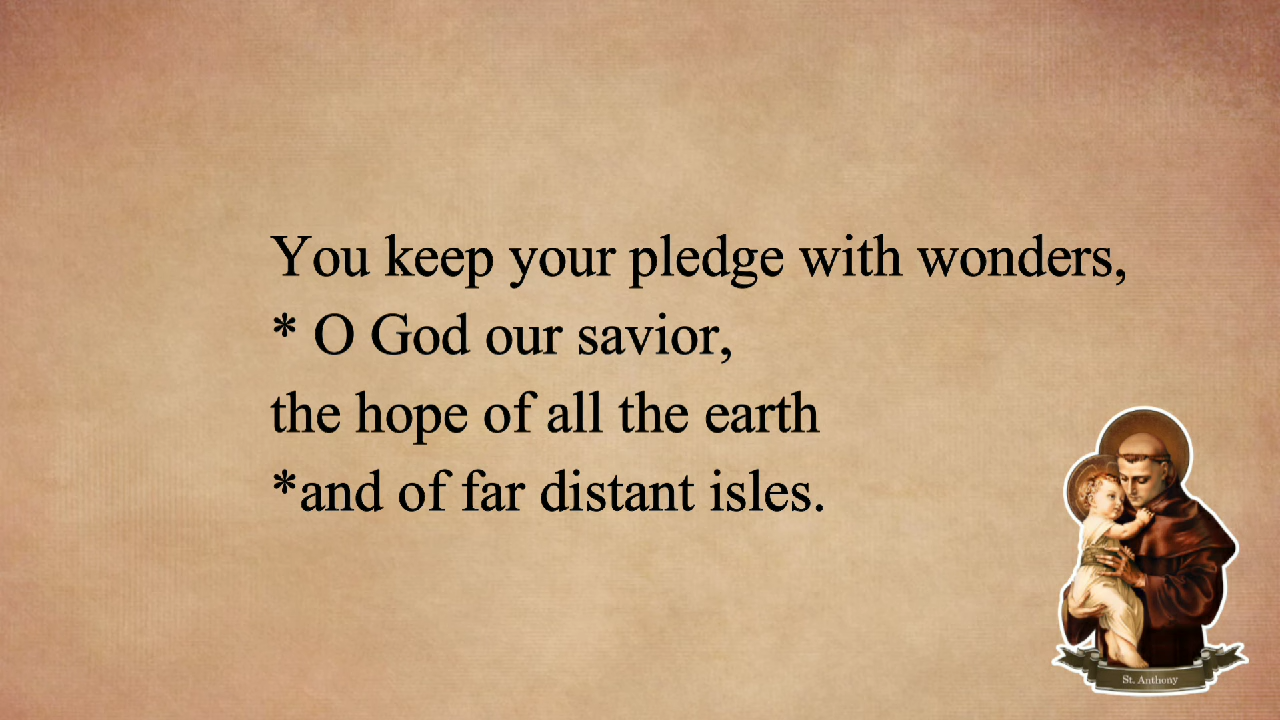 You keep your pledge with wonders,
* O God our savior,
the hope of all the earth
*and of far distant isles.
St. Anthony